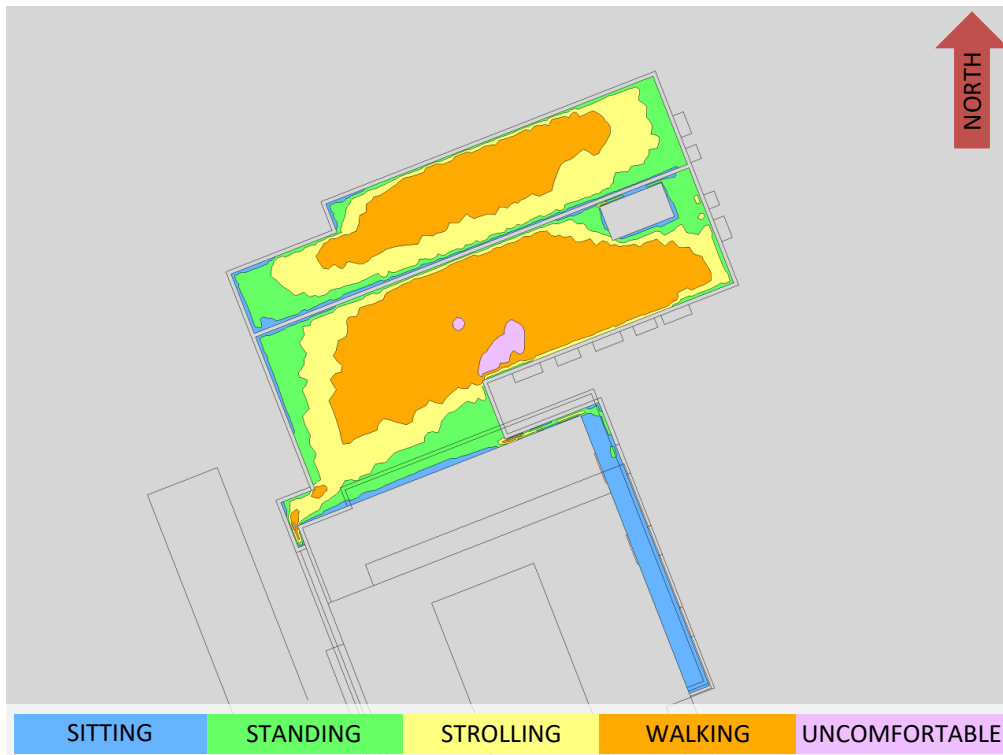 NORTH
SITTING
STANDING
STROLLING
WALKING
UNCOMFORTABLE